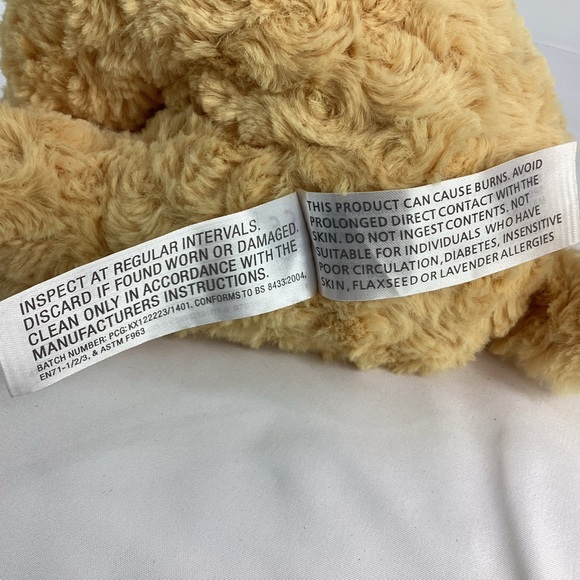 INSPECT AT REGULAR INTERVALS.
DISCARD IF FOUND WORN OR DAMAGED.
CLEAN ONLY IN ACCORDANCE WITH THE
MANUFACTURERS INSTRUCTIONS.
BATCH NUMBER: PCG-KX122223/1401. CONFORMS TO BS 8433:2004,
EN71-1/2/3, & ASTM F963
THIS PRODUCT CAN CAUSE BURNS. AVOID
PROLONGED DIRECT CONTACT WITH THE
SKIN. DO NOT INGEST CONTENTS. NOT
SUITABLE FOR INDIVIDUALS WHO HAVE
POOR CIRCULATION, DIABETES, INSENSITIVE
SKIN, FLAXSEED OR LAVENDER ALLERGIES